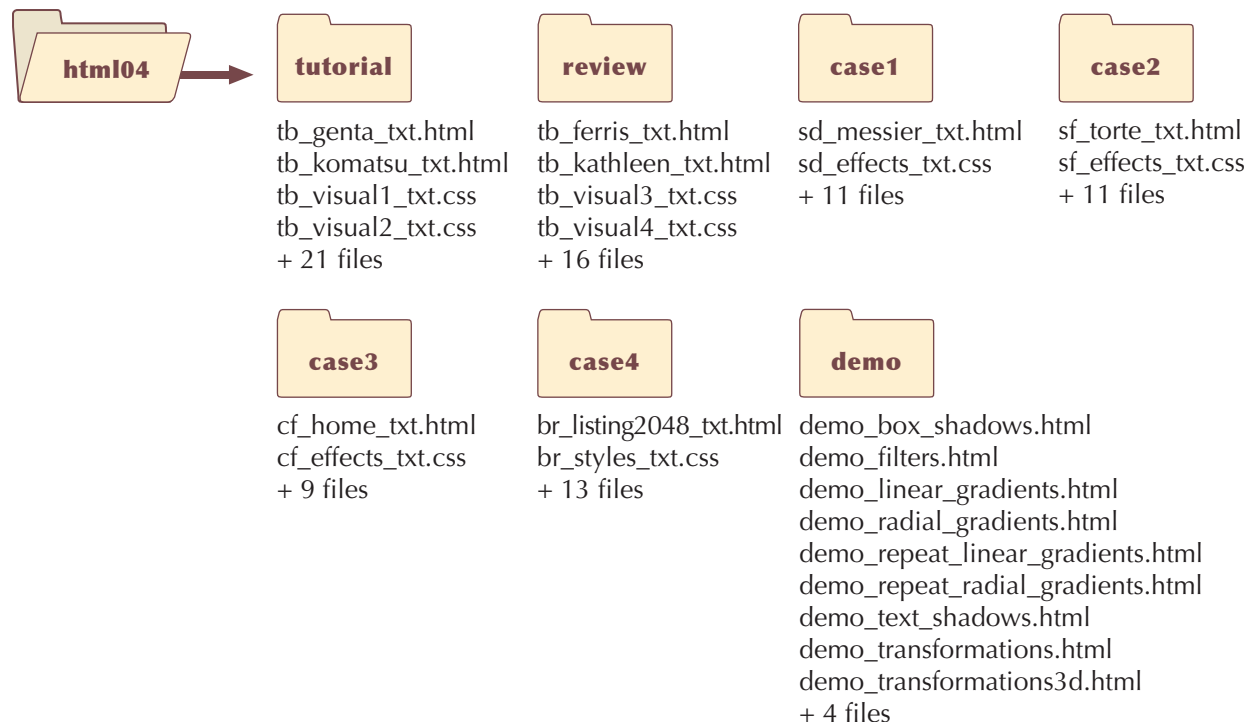 html04
tutorial
tb_genta_txt.html
tb_komatsu_txt.html
tb_visual1_txt.css
tb_visual2_txt.css
+ 21 files
review
tb_ferris_txt.html
tb_kathleen_txt.html
tb_visual3_txt.css
tb_visual4_txt.css
+ 16 files
case1
sd_messier_txt.html
sd_effects_txt.css
+ 11 files
case2
sf_torte_txt.html
sf_effects_txt.css
+ 11 files
case3
cf_home_txt.html
cf_effects_txt.css
+ 9 files
case4
br_listing2048_txt.html
br_styles_txt.css
+ 13 files
demo
demo_box_shadows.html
demo_filters.html
demo_linear_gradients.html
demo_radial_gradients.html
demo_repeat_linear_gradients.html
demo_repeat_radial_gradients.html
demo_text_shadows.html
demo_transformations.html
demo_transformations3d.html
+ 4 files